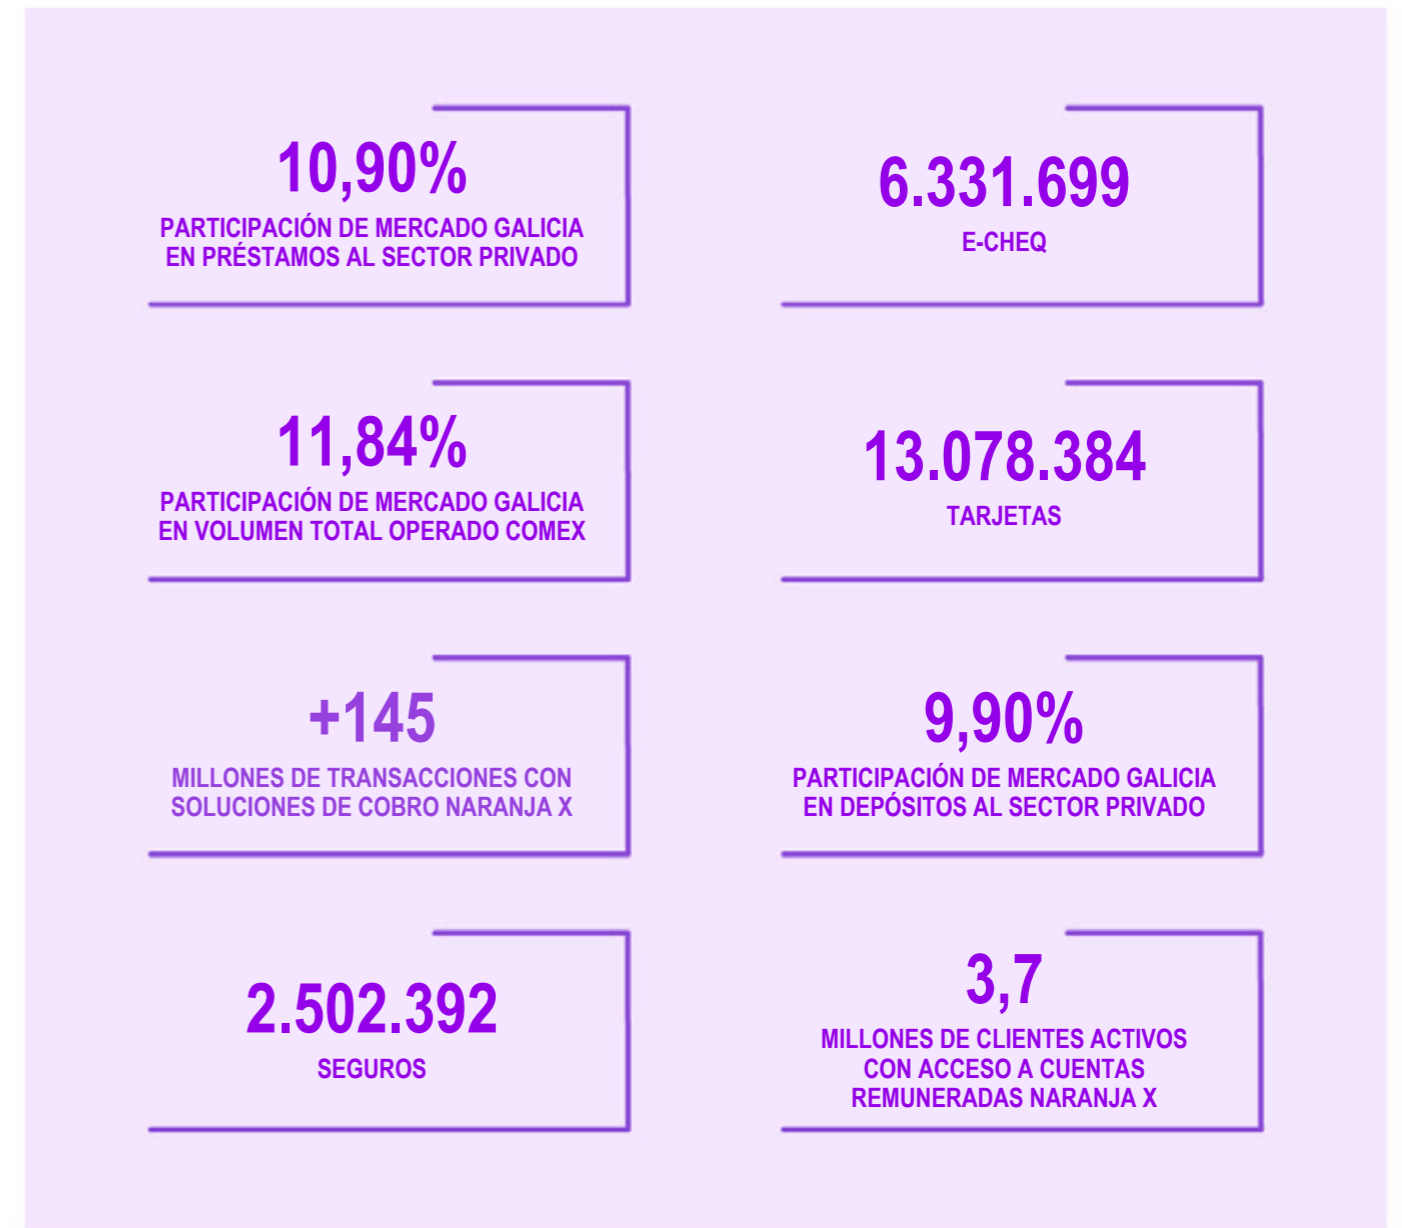 10,90%
PARTICIPACIÓN DE MERCADO GALICIA
EN PRÉSTAMOS AL SECTOR PRIVADO
6.331.699
E-CHEQ
11,84%
PARTICIPACIÓN DE MERCADO GALICIA
EN VOLUMEN TOTAL OPERADO COMEX
13.078.384
TARJETAS
+145
MILLONES DE TRANSACCIONES CON
SOLUCIONES DE COBRO NARANJA X
9,90%
PARTICIPACIÓN DE MERCADO GALICIA
EN DEPÓSITOS AL SECTOR PRIVADO
2.502.392
SEGUROS
3,7
MILLONES DE CLIENTES ACTIVOS
CON ACCESO A CUENTAS
REMUNERADAS NARANJA X